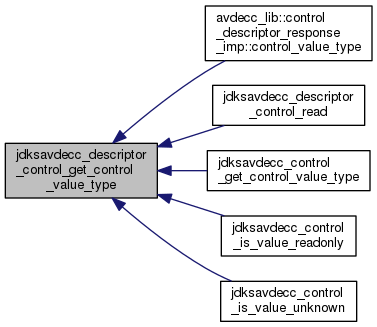 jdksavdecc_descriptor
_control_get_control
_value_type
avdecc_lib::control
_descriptor_response
_imp::control_value_type
jdksavdecc_descriptor
_control_read
jdksavdecc_control
_get_control_value_type
jdksavdecc_control
_is_value_readonly
jdksavdecc_control
_is_value_unknown